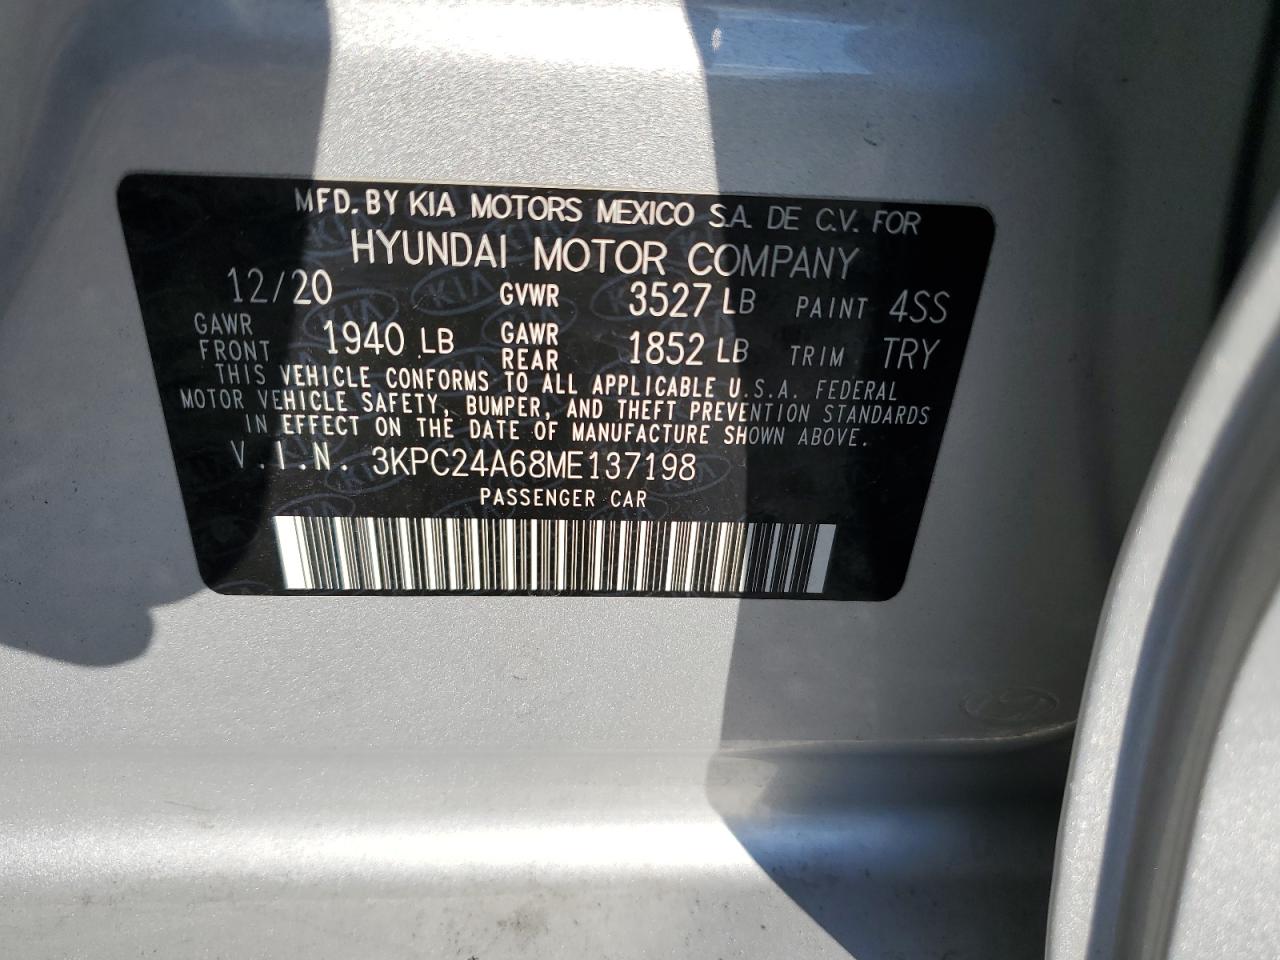 MFD. BY KIA MOTORS MEXICO S.A. DE C.V. FOR
HYUNDAI MOTOR COMPANY
12/20 GVWR 3527 LB PAINT 4SS
GAWR FRONT 1940 LB GAWR REAR 1852 LB TRIM TRY
THIS VEHICLE CONFORMS TO ALL APPLICABLE U.S.A. FEDERAL
MOTOR VEHICLE SAFETY, BUMPER, AND THEFT PREVENTION STANDARDS
IN EFFECT ON THE DATE OF MANUFACTURE SHOWN ABOVE.
V.I.N. 3KPC24A68ME137198
PASSENGER CAR